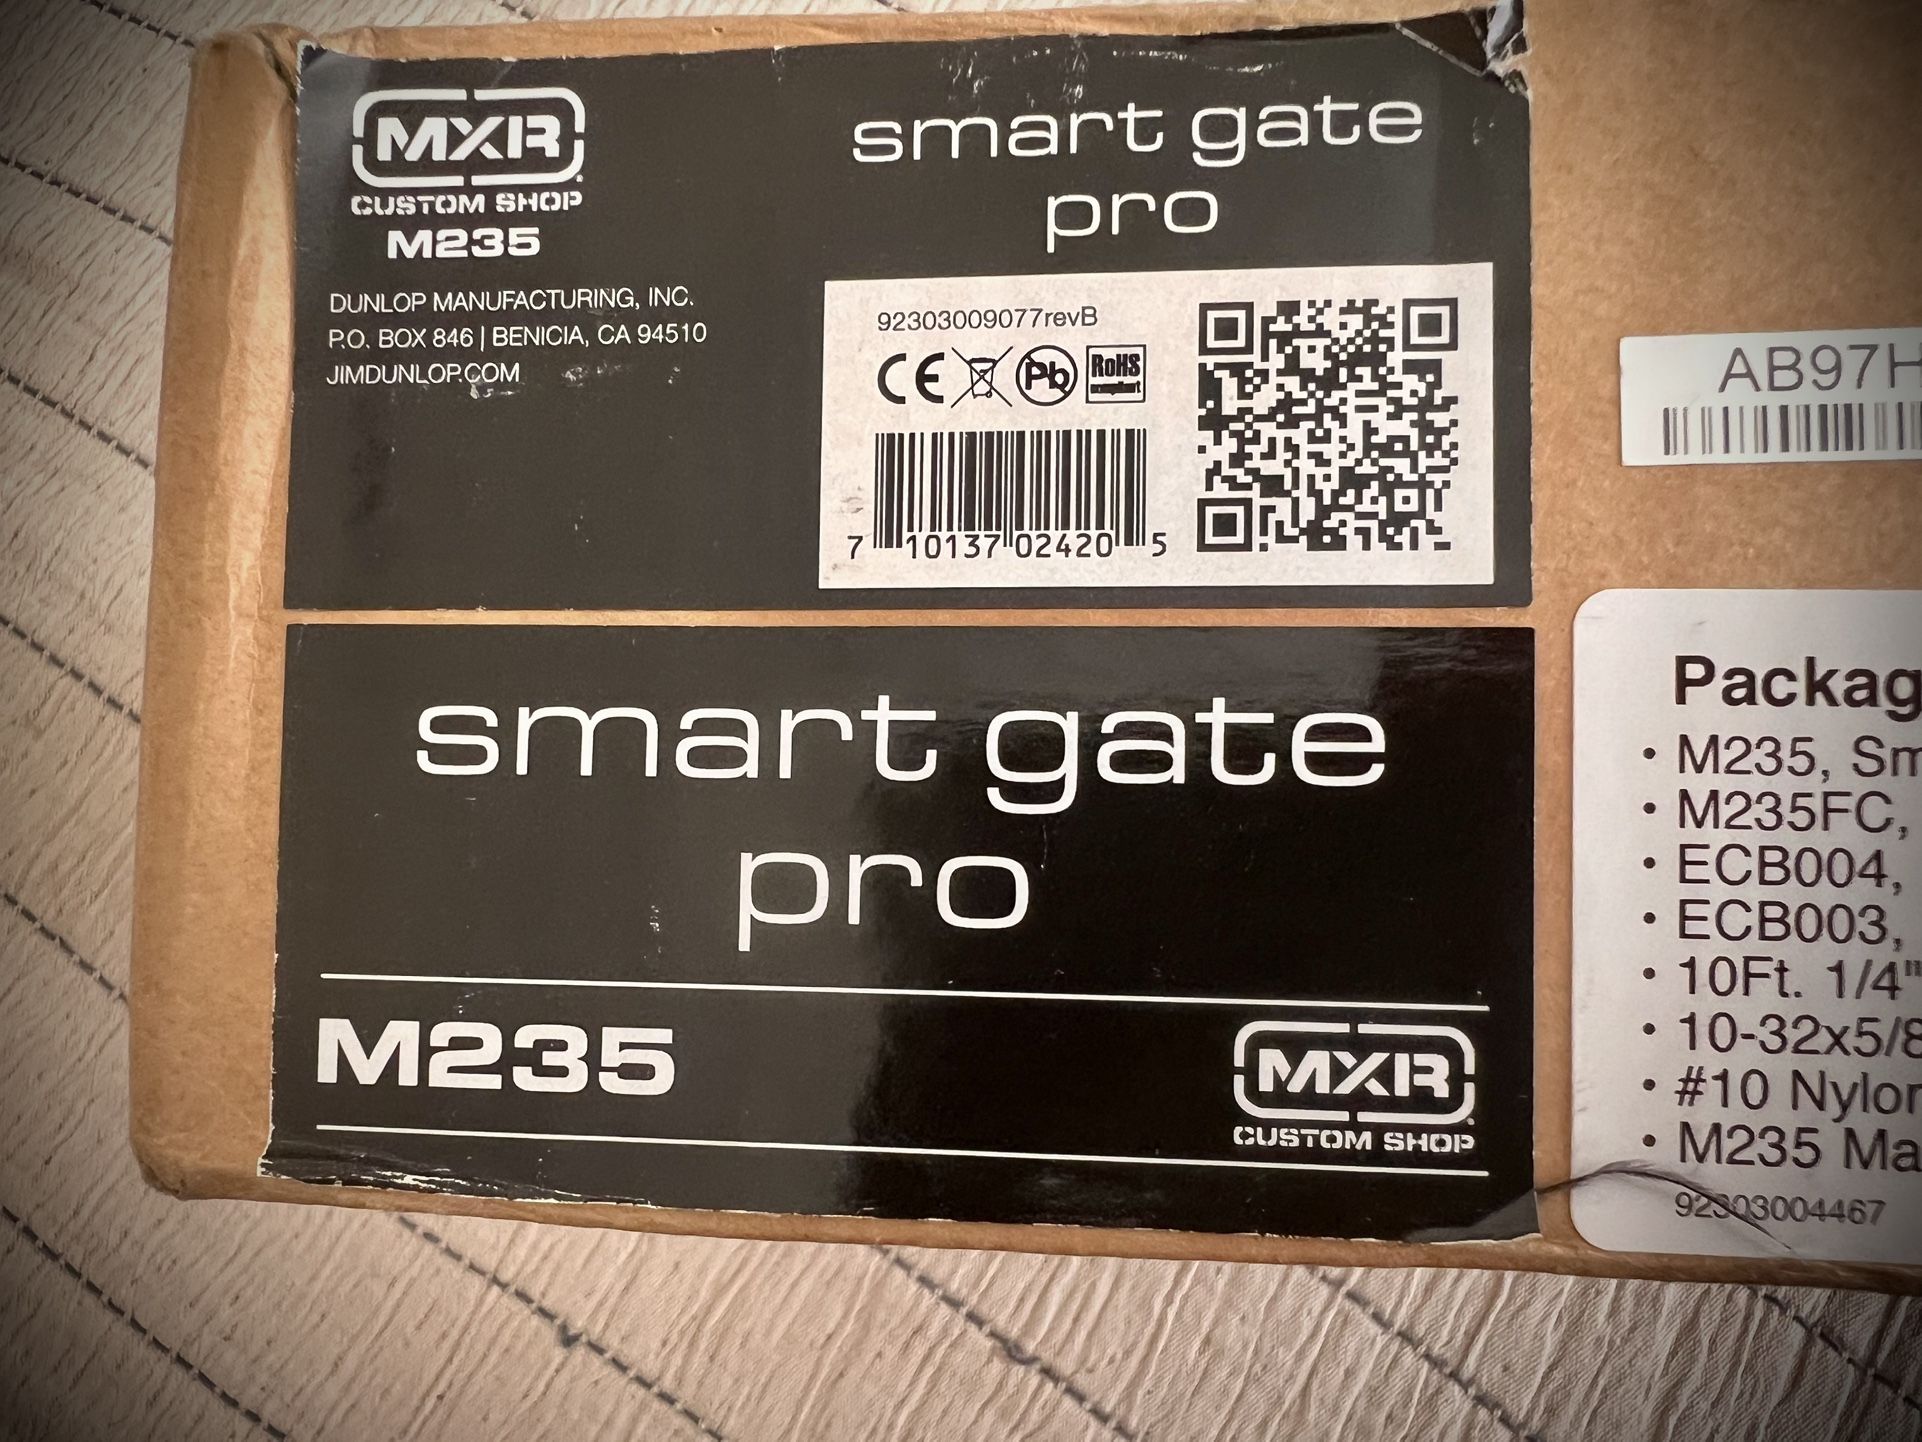 MXR
CUSTOM SHOP
M235
DUNLOP MANUFACTURING, INC.
P.O. BOX 846 | BENICIA, CA 94510
JIMDUNLOP.COM
smart gate
pro
92303009077revB
CE
Pb
RoHS
compliant
7 10137 02420 5
smart gate
pro
M235
MXR
CUSTOM SHOP
AB97H
Packag
• M235, Sm
• M235FC,
• ECB004,
• ECB003,
• 10Ft. 1/4"
• 10-32x5/8
• #10 Nylon
• M235 Ma
92303004467